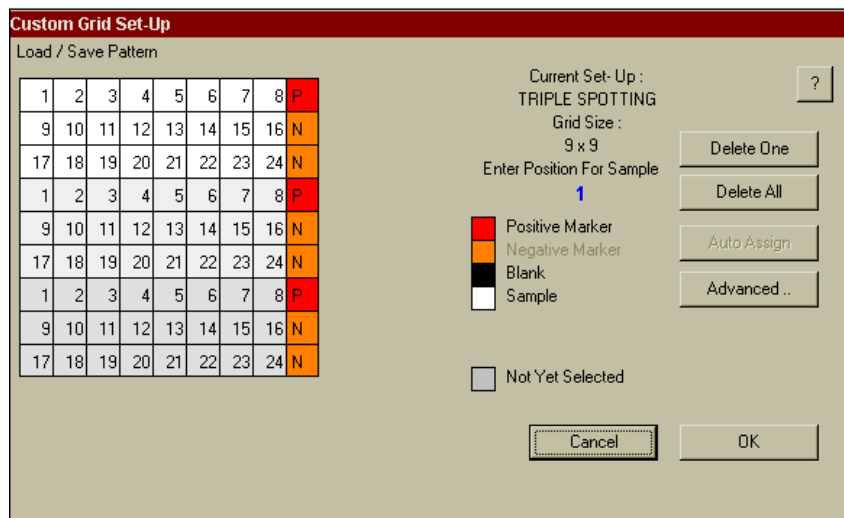 Custom Grid Set-Up
Load / Save Pattern
1 2 3 4 5 6 7 8 P
9 10 11 12 13 14 15 16 N
17 18 19 20 21 22 23 24 N
1 2 3 4 5 6 7 8 P
9 10 11 12 13 14 15 16 N
17 18 19 20 21 22 23 24 N
1 2 3 4 5 6 7 8 P
9 10 11 12 13 14 15 16 N
17 18 19 20 21 22 23 24 N
Current Set- Up :
TRIPLE SPOTTING
Grid Size :
9 x 9
Enter Position For Sample
1
Positive Marker
Negative Marker
Blank
Sample
Not Yet Selected
?
Delete One
Delete All
Auto Assign
Advanced ..
Cancel
OK